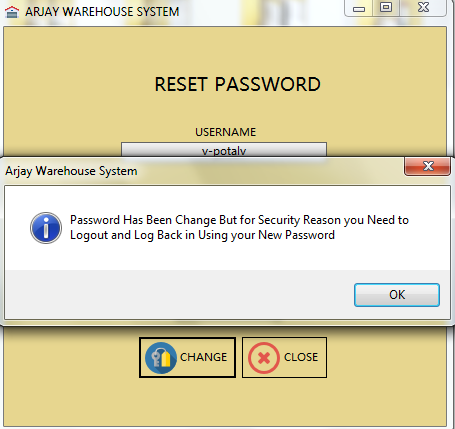 ARJAY WAREHOUSE SYSTEM
RESET PASSWORD
USERNAME
v-potalv
Arjay Warehouse System
Password Has Been Change But for Security Reason you Need to
Logout and Log Back in Using your New Password
OK
CHANGE
CLOSE